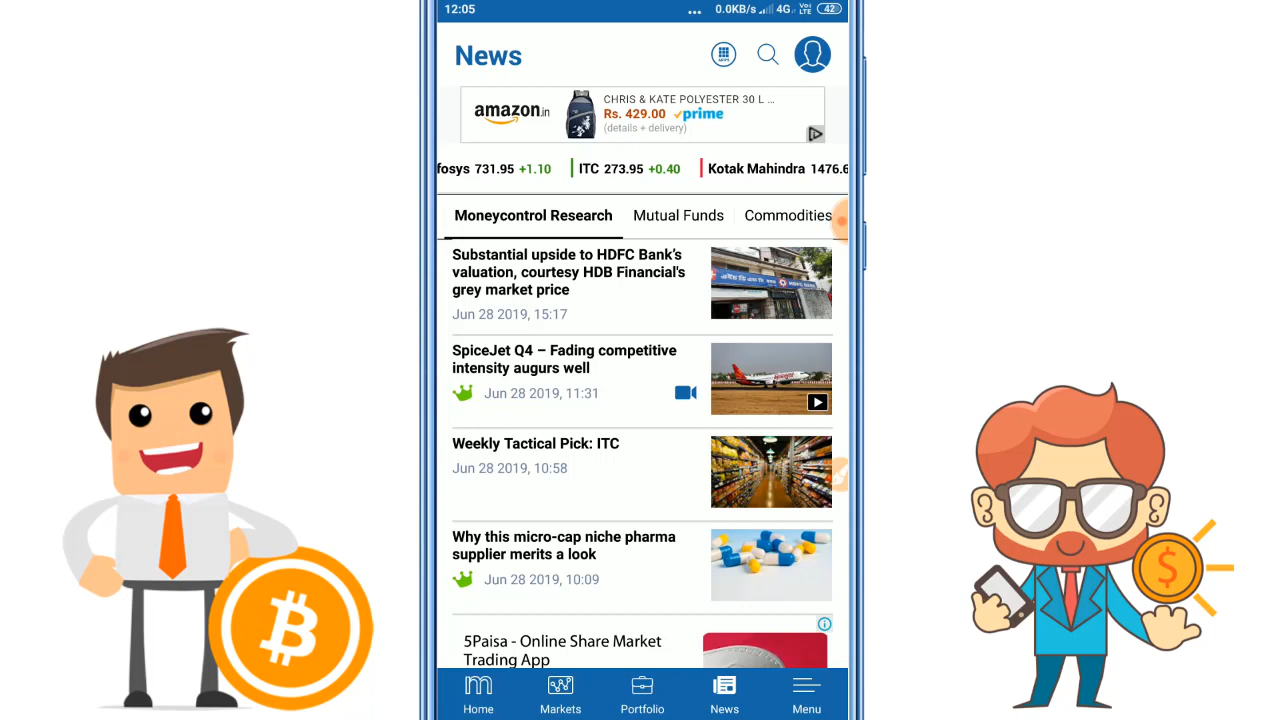 12:05
... 0.0KB/s 4G Vo) LTE 42
News
APPS
amazon.in
CHRIS & KATE POLYESTER 30 L ...
Rs. 429.00 prime
(details + delivery)
fosys 731.95 +1.10 ITC 273.95 +0.40 Kotak Mahindra 1476.6
Moneycontrol Research Mutual Funds Commodities
Substantial upside to HDFC Bank's
valuation, courtesy HDB Financial's
grey market price
Jun 28 2019, 15:17
SpiceJet Q4 – Fading competitive
intensity augurs well
Jun 28 2019, 11:31
Weekly Tactical Pick: ITC
Jun 28 2019, 10:58
Why this micro-cap niche pharma
supplier merits a look
Jun 28 2019, 10:09
5Paisa - Online Share Market
Trading App
Home Markets Portfolio News Menu